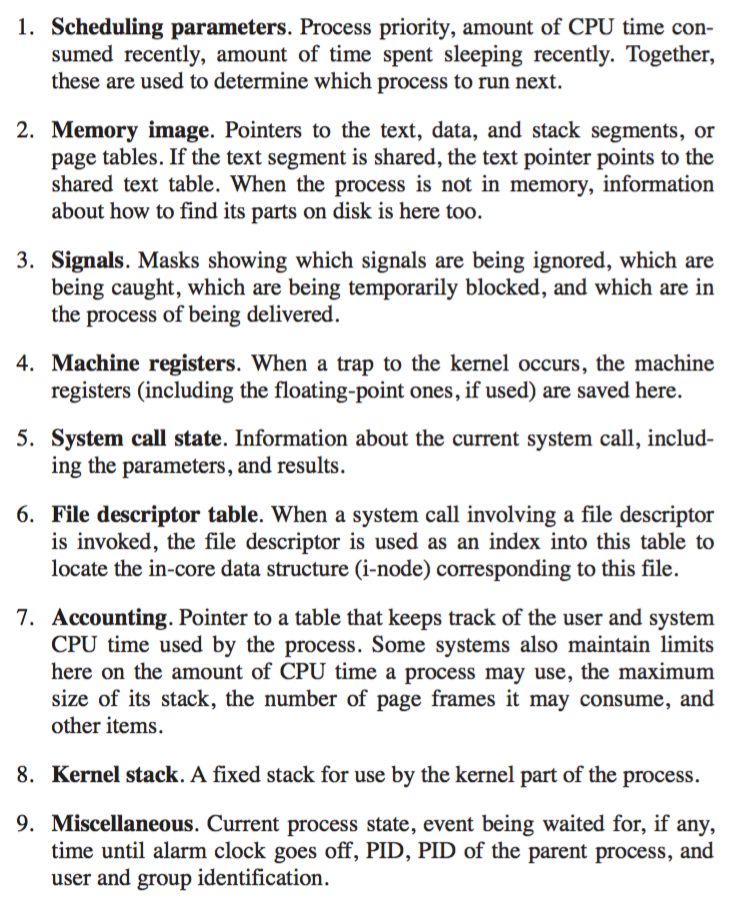 1. Scheduling parameters. Process priority, amount of CPU time con-
sumed recently, amount of time spent sleeping recently. Together,
these are used to determine which process to run next.
2. Memory image. Pointers to the text, data, and stack segments, or
page tables. If the text segment is shared, the text pointer points to the
shared text table. When the process is not in memory, information
about how to find its parts on disk is here too.
3. Signals. Masks showing which signals are being ignored, which are
being caught, which are being temporarily blocked, and which are in
the process of being delivered.
4. Machine registers. When a trap to the kernel occurs, the machine
registers (including the floating-point ones, if used) are saved here.
5. System call state. Information about the current system call, includ-
ing the parameters, and results.
6. File descriptor table. When a system call involving a file descriptor
is invoked, the file descriptor is used as an index into this table to
locate the in-core data structure (i-node) corresponding to this file.
7. Accounting. Pointer to a table that keeps track of the user and system
CPU time used by the process. Some systems also maintain limits
here on the amount of CPU time a process may use, the maximum
size of its stack, the number of page frames it may consume, and
other items.
8. Kernel stack. A fixed stack for use by the kernel part of the process.
9. Miscellaneous. Current process state, event being waited for, if any,
time until alarm clock goes off, PID, PID of the parent process, and
user and group identification.